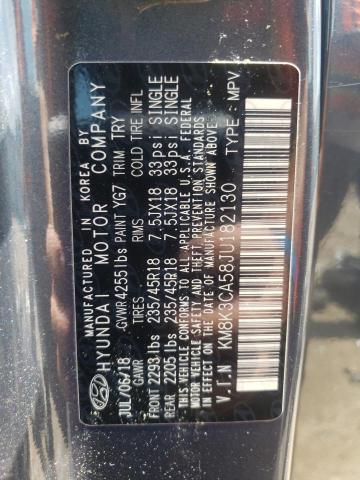 MANUFACTURED IN KOREA BY
HYUNDAI MOTOR COMPANY
JUL/06/18 GVWR 4255lbs PAINT YG7 TRIM TRY
GAWR TIRES RIMS COLD TIRE INFL
FRONT 2293lbs 235/45R18 7.5JX18 33psi SINGLE
REAR 2205lbs 235/45R18 7.5JX18 33psi SINGLE
THIS VEHICLE CONFORMS TO ALL APPLICABLE U.S.A. FEDERAL
MOTOR VEHICLE SAFETY, BUMPER, AND THEFT PREVENTION
STANDARDS IN EFFECT ON THE DATE OF MANUFACTURE SHOWN ABOVE.
V.I.N : KM8K3CA58JU182130 TYPE : MPV